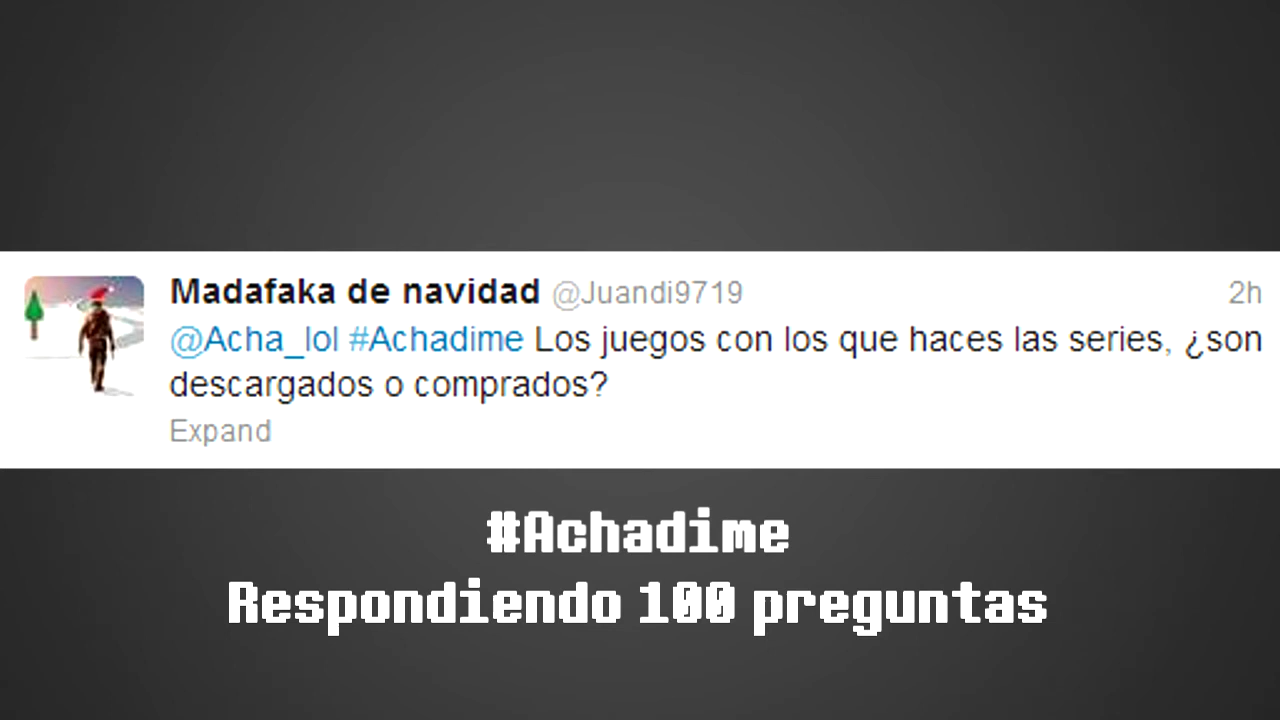 Madafaka de navidad @Juandi9719 2h
@Acha_lol #Achadime Los juegos con los que haces las series, ¿son
descargados o comprados?
Expand
#Achadime
Respondiendo 100 preguntas